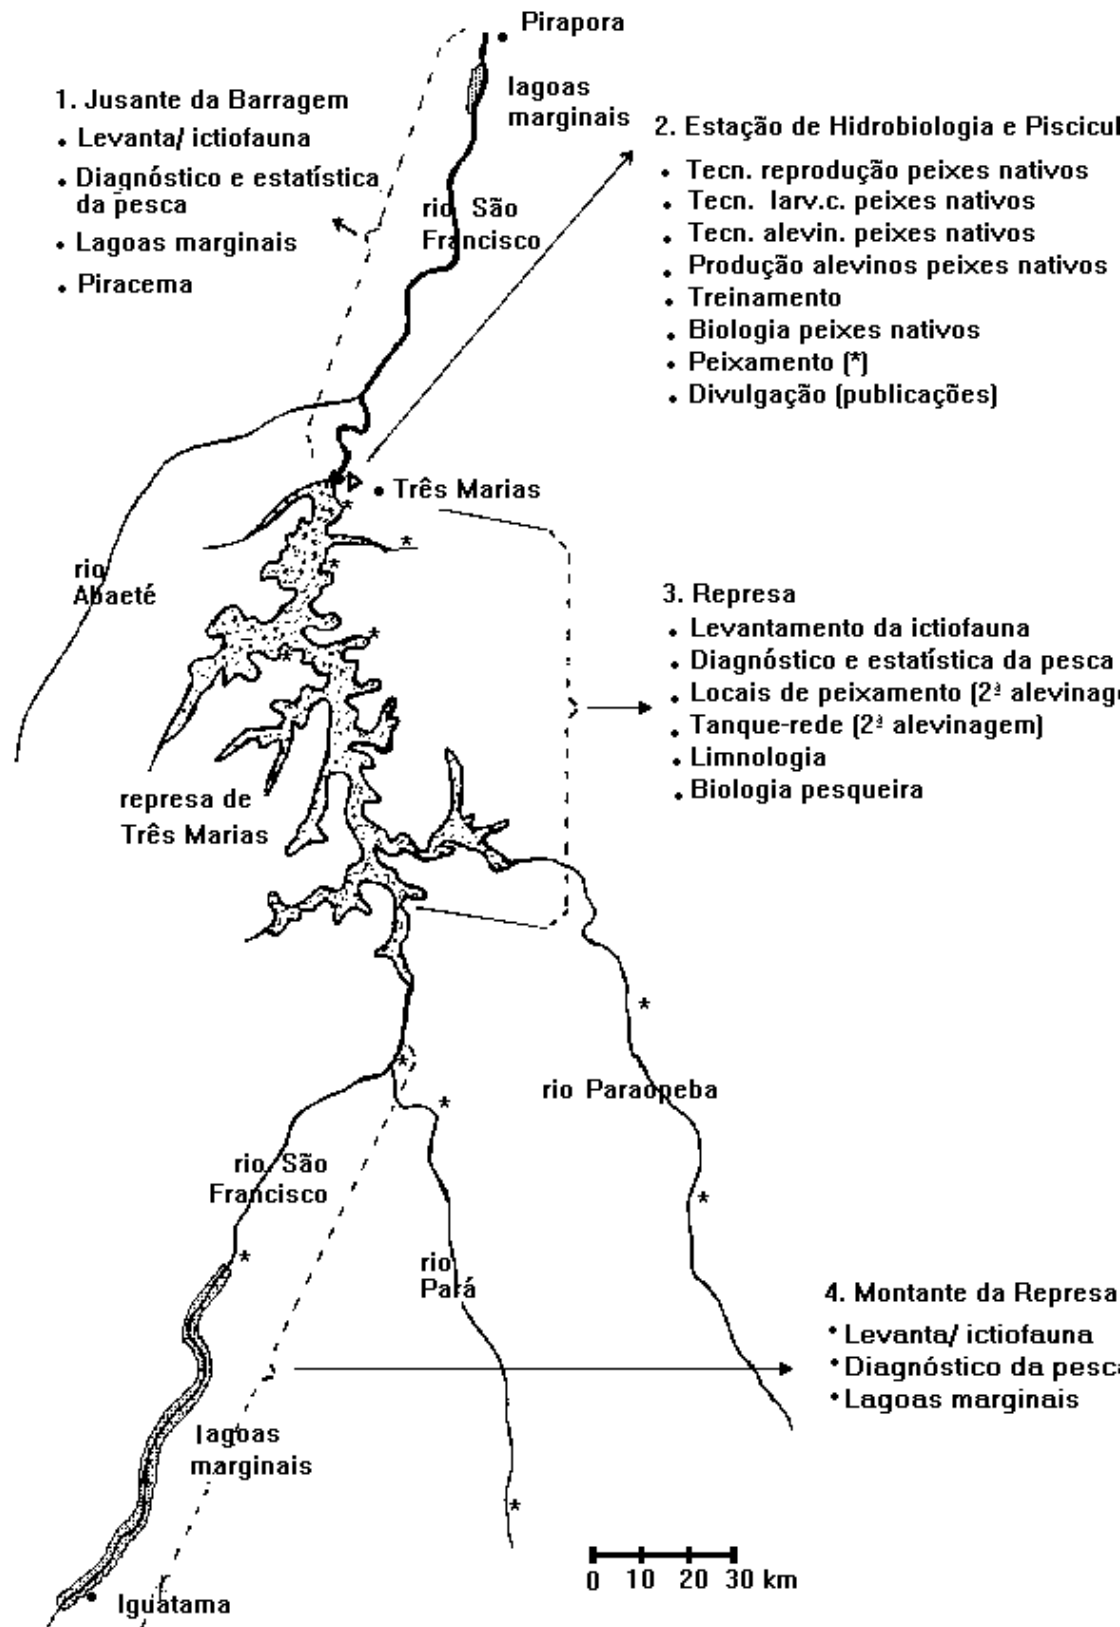 Pirapora
lagoas
marginais
1. Jusante da Barragem
• Levanta/ ictiofauna
• Diagnóstico e estatística
da pesca
• Lagoas marginais
• Piracema
rio São
Francisco
2. Estação de Hidrobiologia e Piscicul
• Tecn. reprodução peixes nativos
• Tecn. larv.c. peixes nativos
• Tecn. alevin. peixes nativos
• Produção alevinos peixes nativos
• Treinamento
• Biologia peixes nativos
• Peixamento (*)
• Divulgação (publicações)
• Três Marias
rio
Abaeté
3. Represa
• Levantamento da ictiofauna
• Diagnóstico e estatística da pesca
• Locais de peixamento (2ª alevinage
• Tanque-rede (2ª alevinagem)
• Limnologia
• Biologia pesqueira
represa de
Três Marias
rio Paraopeba
rio São
Francisco
rio
Pará
4. Montante da Represa
* Levanta/ ictiofauna
* Diagnóstico da pesca
* Lagoas marginais
lagoas
marginais
Iguatama
0 10 20 30 km